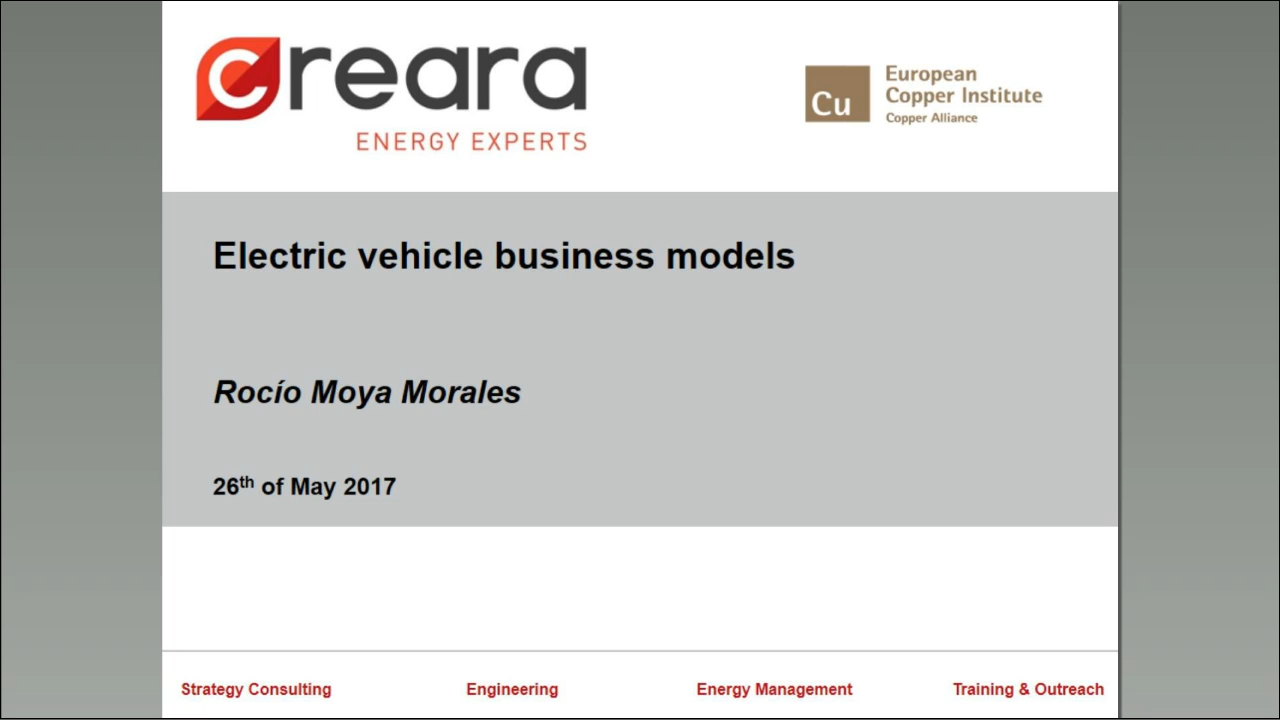 creara
ENERGY EXPERTS
Cu
European
Copper Institute
Copper Alliance
Electric vehicle business models
Rocío Moya Morales
26th of May 2017
Strategy Consulting
Engineering
Energy Management
Training & Outreach